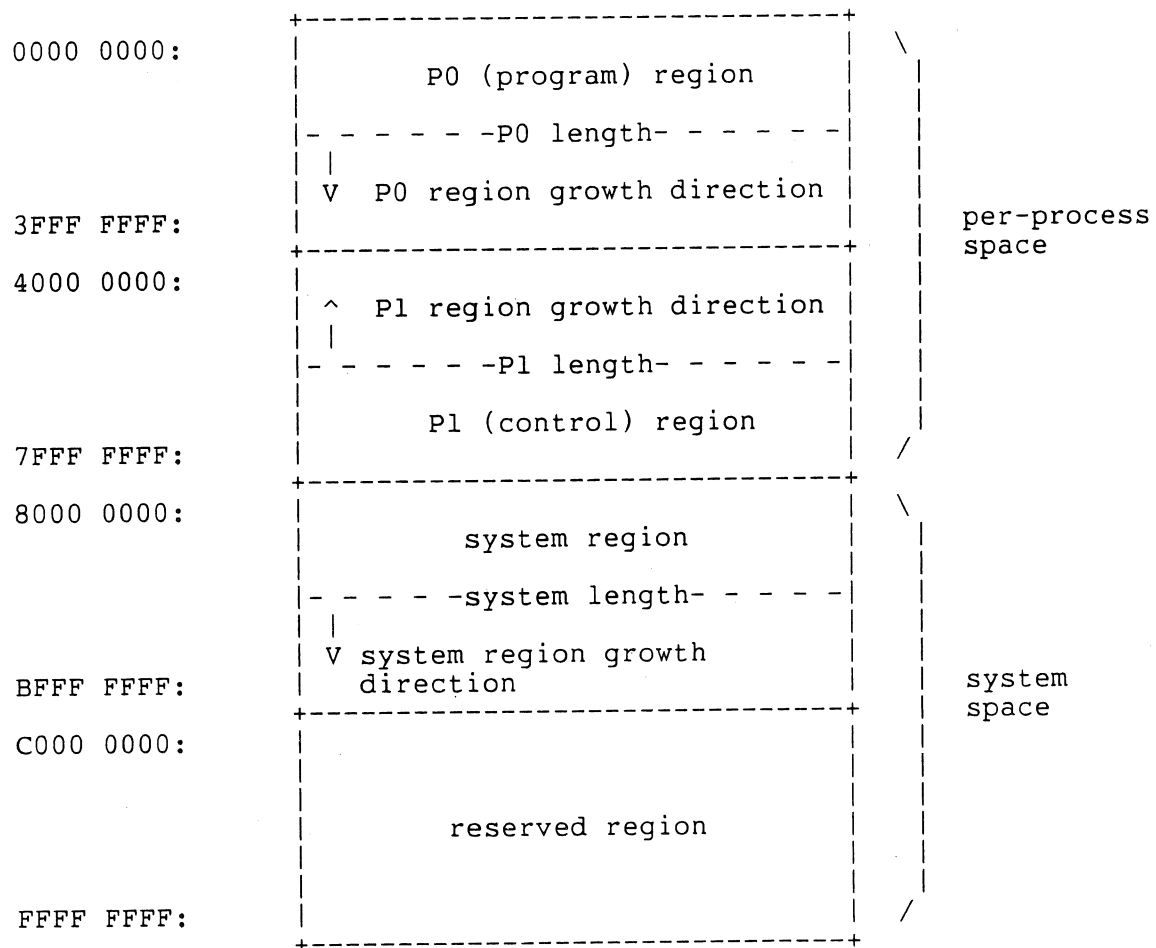 0000 0000:
P0 (program) region
- - - - - -P0 length- - - - - -
V P0 region growth direction
3FFF FFFF:
per-process
space
4000 0000:
^ P1 region growth direction
- - - - - -P1 length- - - - - -
P1 (control) region
7FFF FFFF:
8000 0000:
system region
- - - - -system length- - - - -
V system region growth
direction
BFFF FFFF:
system
space
C000 0000:
reserved region
FFFF FFFF: